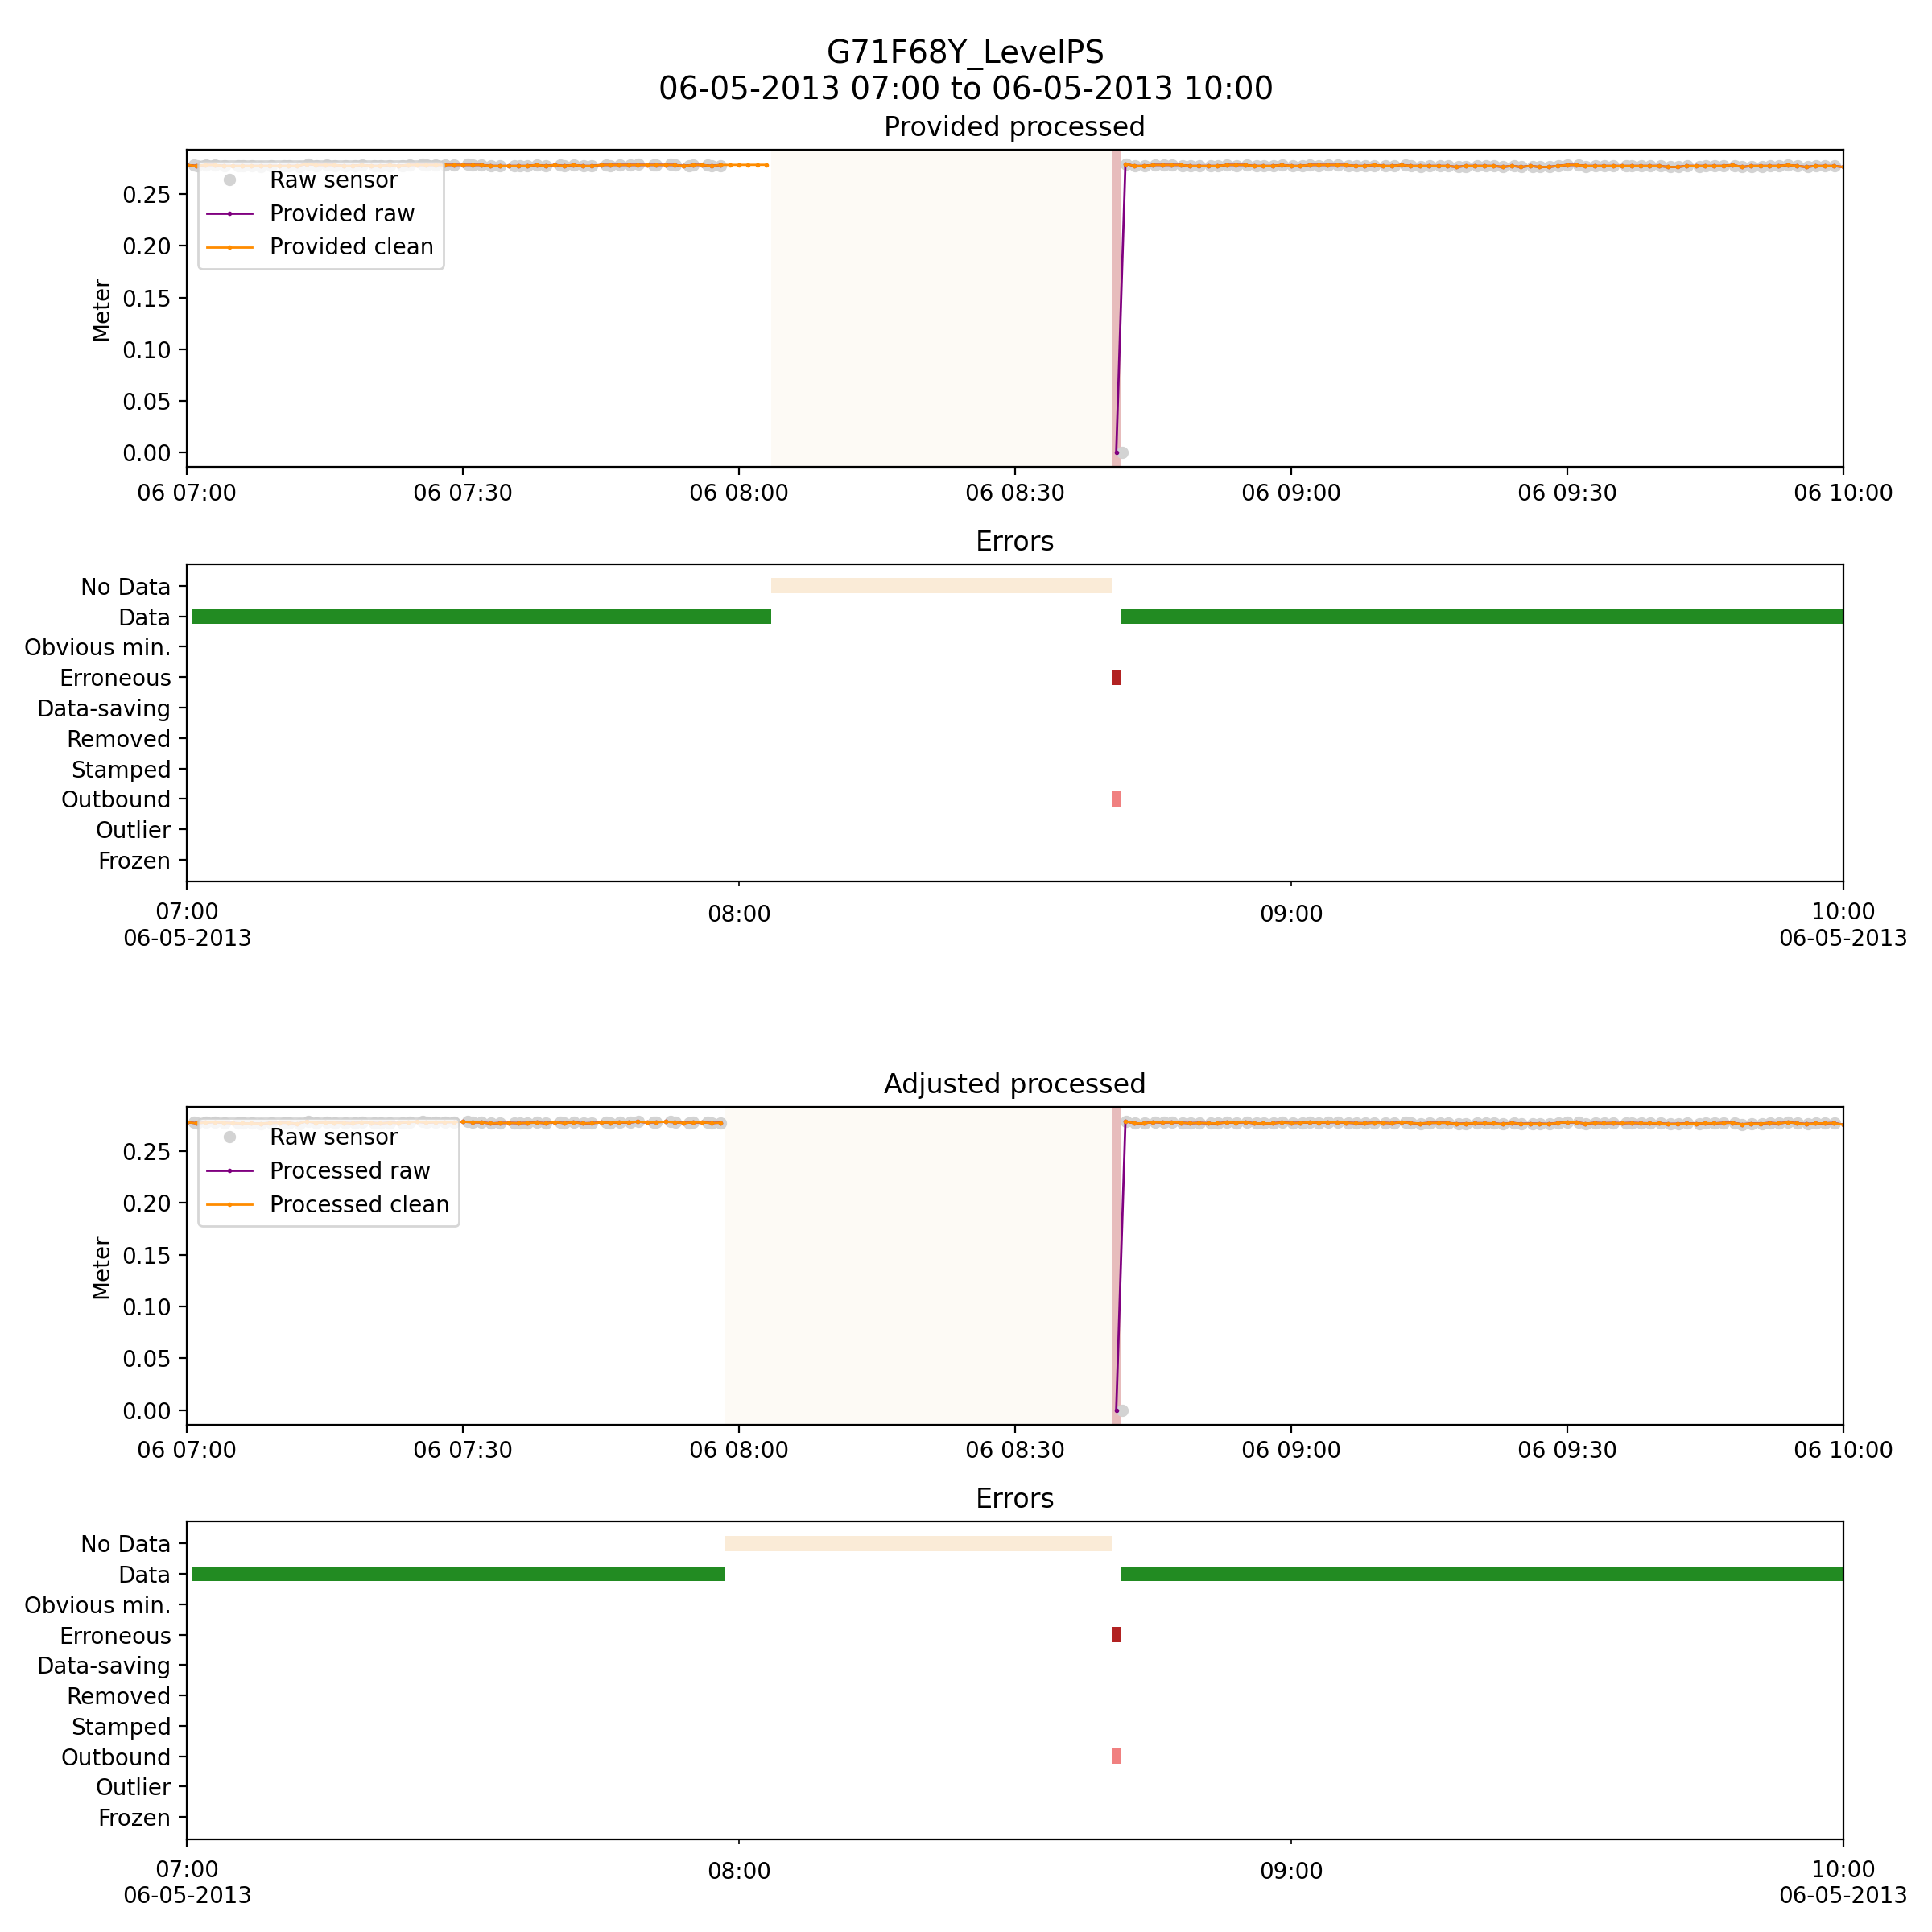 G71F68Y_LevelPS
06-05-2013 07:00 to 06-05-2013 10:00
Provided processed
Meter
0.25
0.20
0.15
0.10
0.05
0.00
Raw sensor
Provided raw
Provided clean
06 07:00 06 07:30 06 08:00 06 08:30 06 09:00 06 09:30 06 10:00
Errors
No Data
Data
Obvious min.
Erroneous
Data-saving
Removed
Stamped
Outbound
Outlier
Frozen
07:00 08:00 09:00 10:00
06-05-2013 06-05-2013
Adjusted processed
Meter
0.25
0.20
0.15
0.10
0.05
0.00
Raw sensor
Processed raw
Processed clean
06 07:00 06 07:30 06 08:00 06 08:30 06 09:00 06 09:30 06 10:00
Errors
No Data
Data
Obvious min.
Erroneous
Data-saving
Removed
Stamped
Outbound
Outlier
Frozen
07:00 08:00 09:00 10:00
06-05-2013 06-05-2013